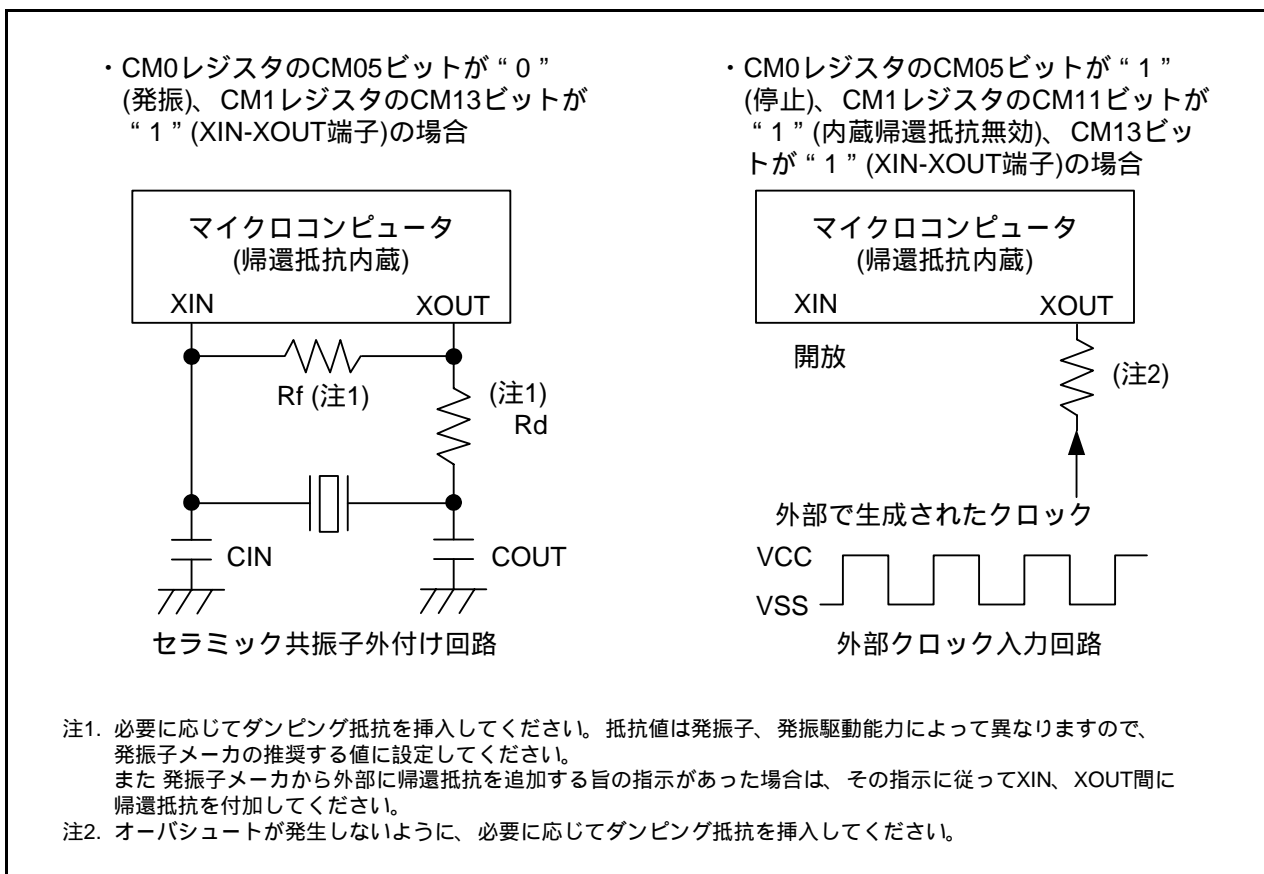 ・CM0レジスタのCM05ビットが“0”
(発振)、CM1レジスタのCM13ビットが
“1”(XIN-XOUT端子)の場合
マイクロコンピュータ
(帰還抵抗内蔵)
XIN
XOUT
Rf (注1)
(注1)
Rd
CIN
COUT
セラミック共振子外付け回路
・CM0レジスタのCM05ビットが“1”
(停止)、CM1レジスタのCM11ビットが
“1”(内蔵帰還抵抗無効)、CM13ビッ
トが“1”(XIN-XOUT端子)の場合
マイクロコンピュータ
(帰還抵抗内蔵)
XIN
XOUT
開放
(注2)
外部で生成されたクロック
VCC
VSS
外部クロック入力回路
注1. 必要に応じてダンピング抵抗を挿入してください。抵抗値は発振子、発振駆動能力によって異なりますので、
発振子メーカの推奨する値に設定してください。
また 発振子メーカから外部に帰還抵抗を追加する旨の指示があった場合は、その指示に従ってXIN、XOUT間に
帰還抵抗を付加してください。
注2. オーバシュートが発生しないように、必要に応じてダンピング抵抗を挿入してください。